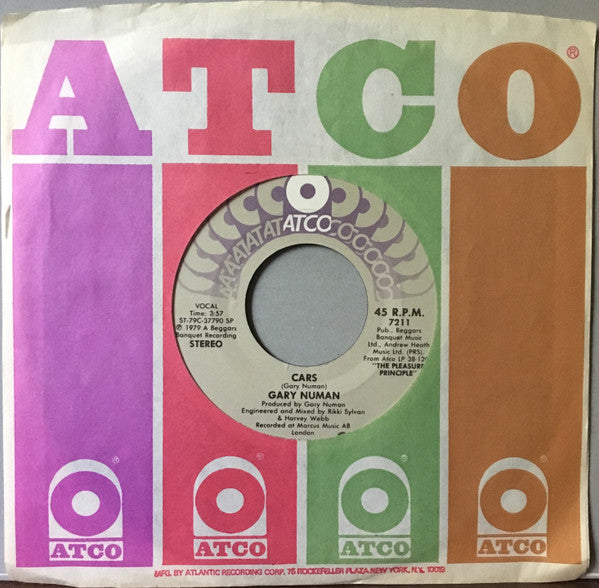 ATCO®
ATCO
VOCAL
Time: 3:57
ST-79C-37790 SP
℗ 1979 A Beggars
Banquet Recording
STEREO
45 R.P.M.
7211
Pub., Beggars
Banquet Music
Ltd., Andrew Heath
Music Ltd. (PRS).
From Atco LP 38-12
"THE PLEASURE
PRINCIPLE"
CARS
(Gary Numan)
GARY NUMAN
Produced by Gary Numan
Engineered and Mixed by Rikki Sylvan
& Harvey Webb
Recorded at Marcus Music AB
London
ATCO® ATCO® ATCO® ATCO®
MFG. BY ATLANTIC RECORDING CORP. 75 ROCKEFELLER PLAZA, NEW YORK, N.Y. 10019